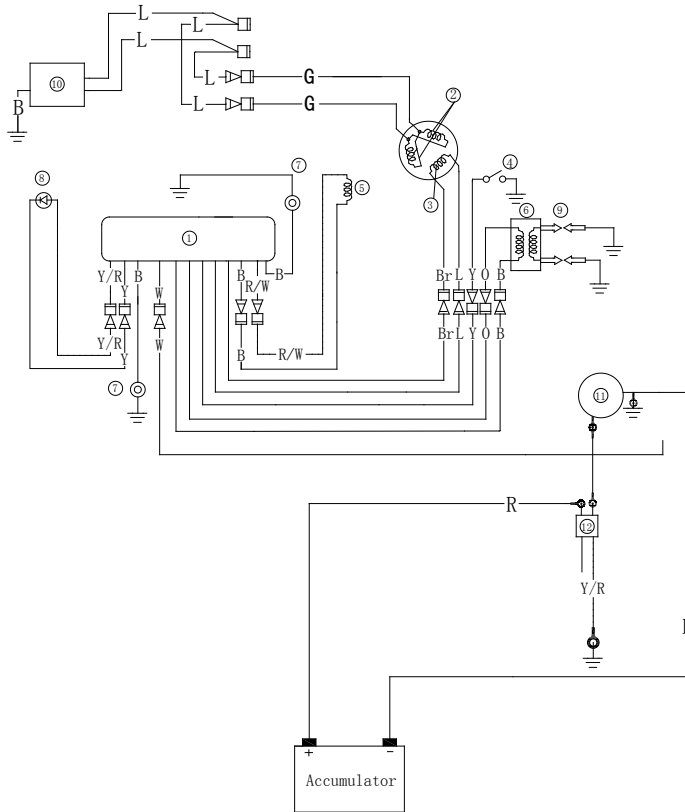 L
L
L
G
L
G
B
⑩
②
⑦
⑧
⑤
④
③
⑥
⑨
①
Y/R
Y
B
W
B
R/W
B
Br
L
Y
O
B
Y/R
Y
W
B
R/W
Br
L
Y
O
B
⑦
⑪
R
⑫
Y/R
+
-
Accumulator